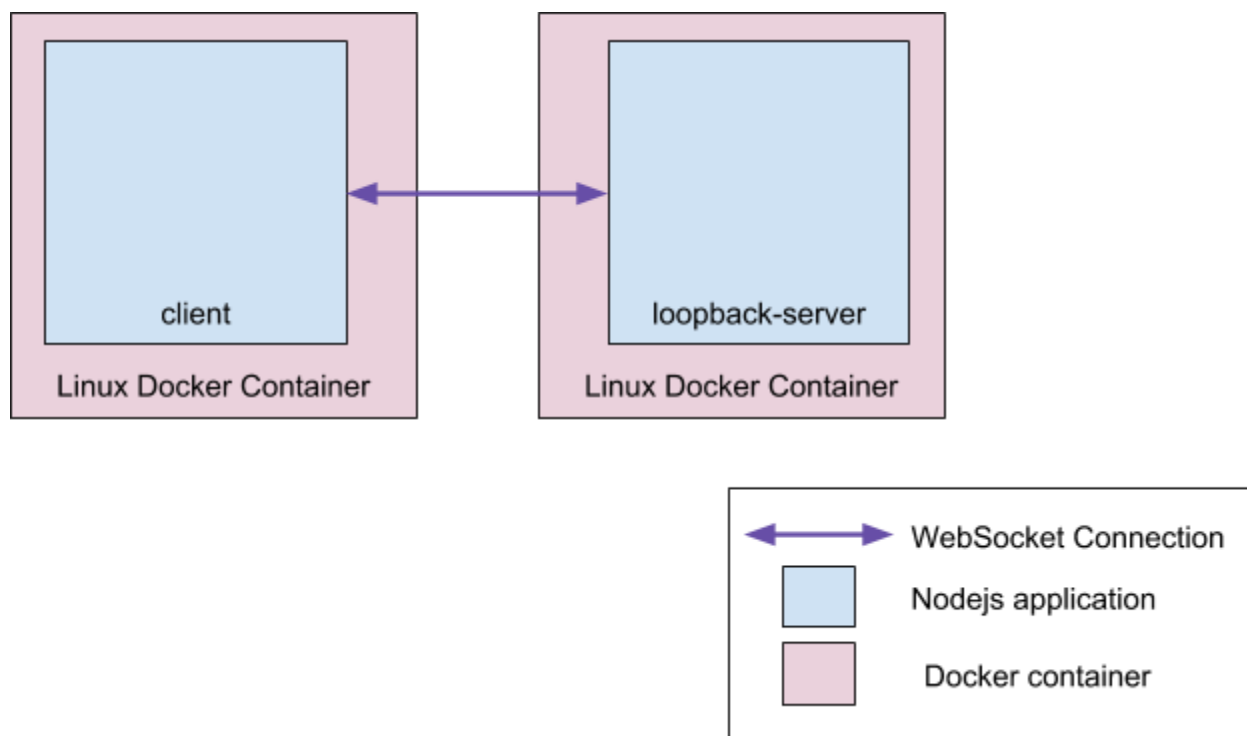 client
loopback-server
Linux Docker Container
Linux Docker Container
WebSocket Connection
Nodejs application
Docker container